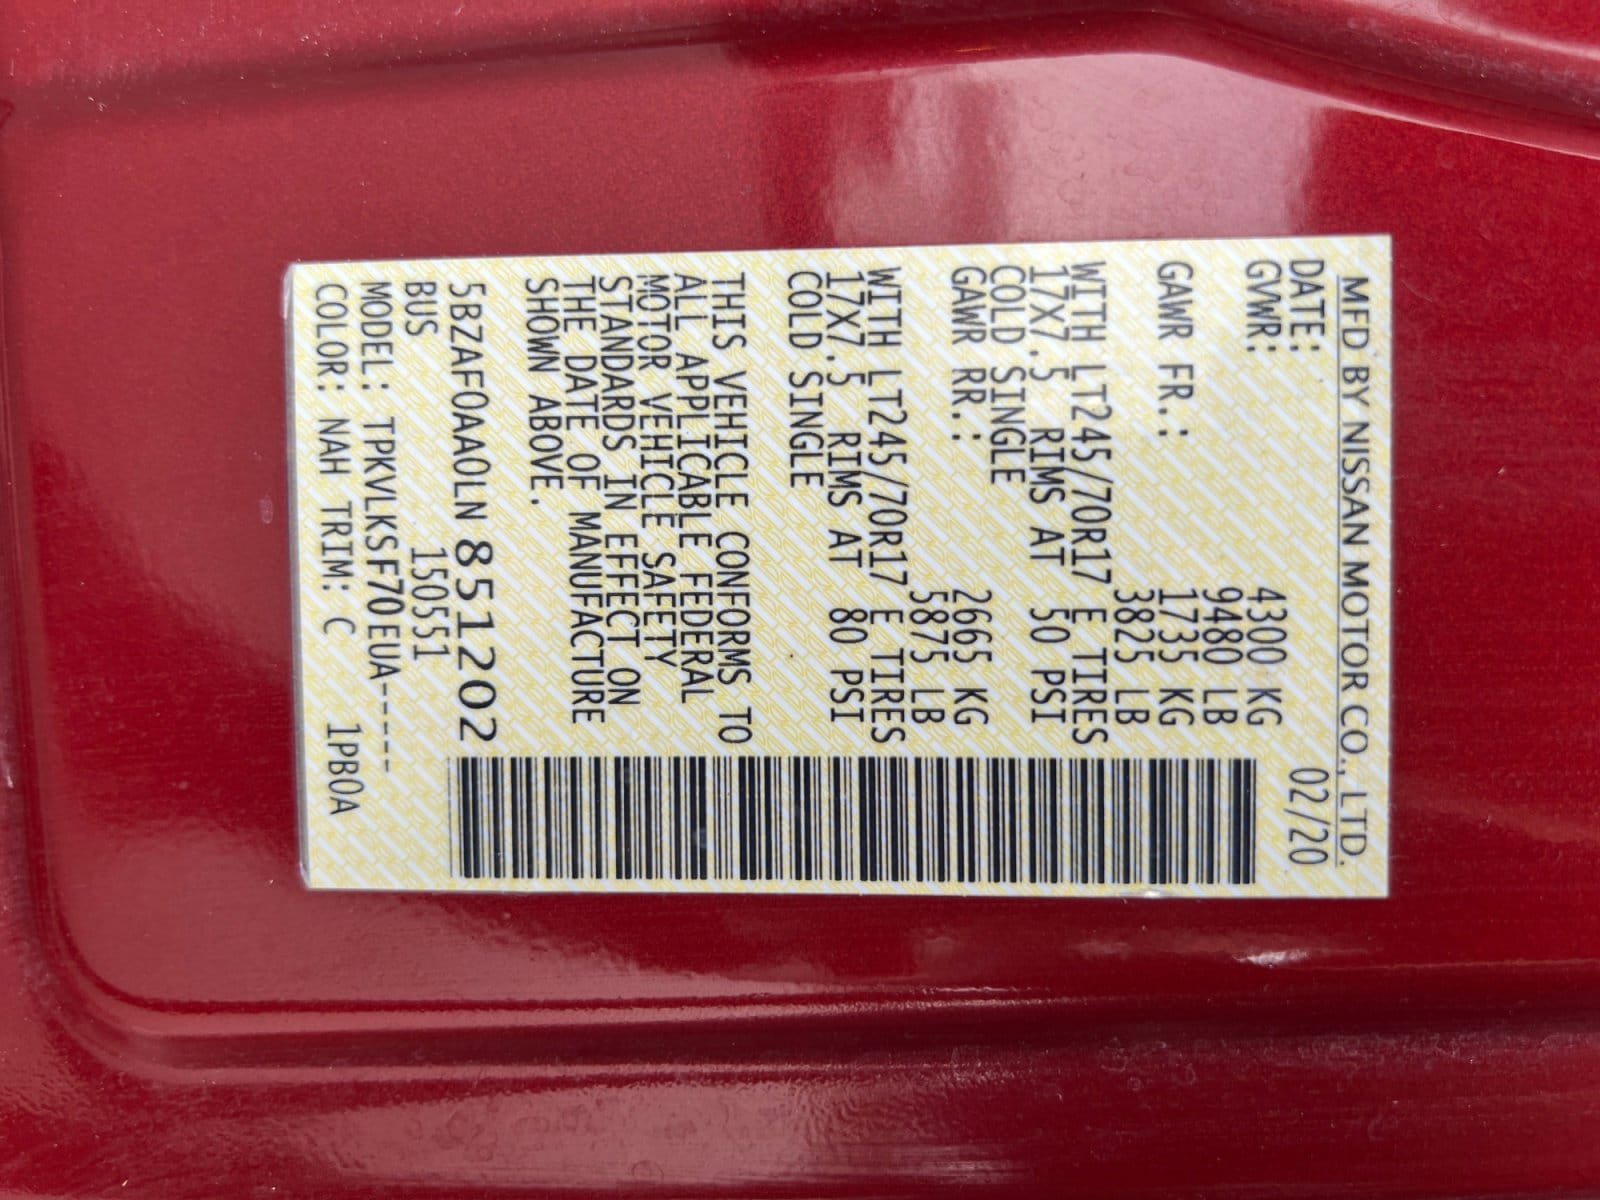 MFD BY NISSAN MOTOR CO., LTD.
DATE: 02/20
GVWR: 4300 KG
9480 LB
GAWR FR.: 1735 KG
3825 LB
WITH LT245/70R17 E TIRES
17X7.5 RIMS AT 50 PSI
COLD SINGLE
GAWR RR.: 2665 KG
5875 LB
WITH LT245/70R17 E TIRES
17X7.5 RIMS AT 80 PSI
COLD SINGLE
THIS VEHICLE CONFORMS TO
ALL APPLICABLE FEDERAL
MOTOR VEHICLE SAFETY
STANDARDS IN EFFECT ON
THE DATE OF MANUFACTURE
SHOWN ABOVE.
5BZAF0AA0LN 851202
BUS 150551
MODEL: TPKVLKSF70EUA-----
COLOR: NAH TRIM: C 1PB0A